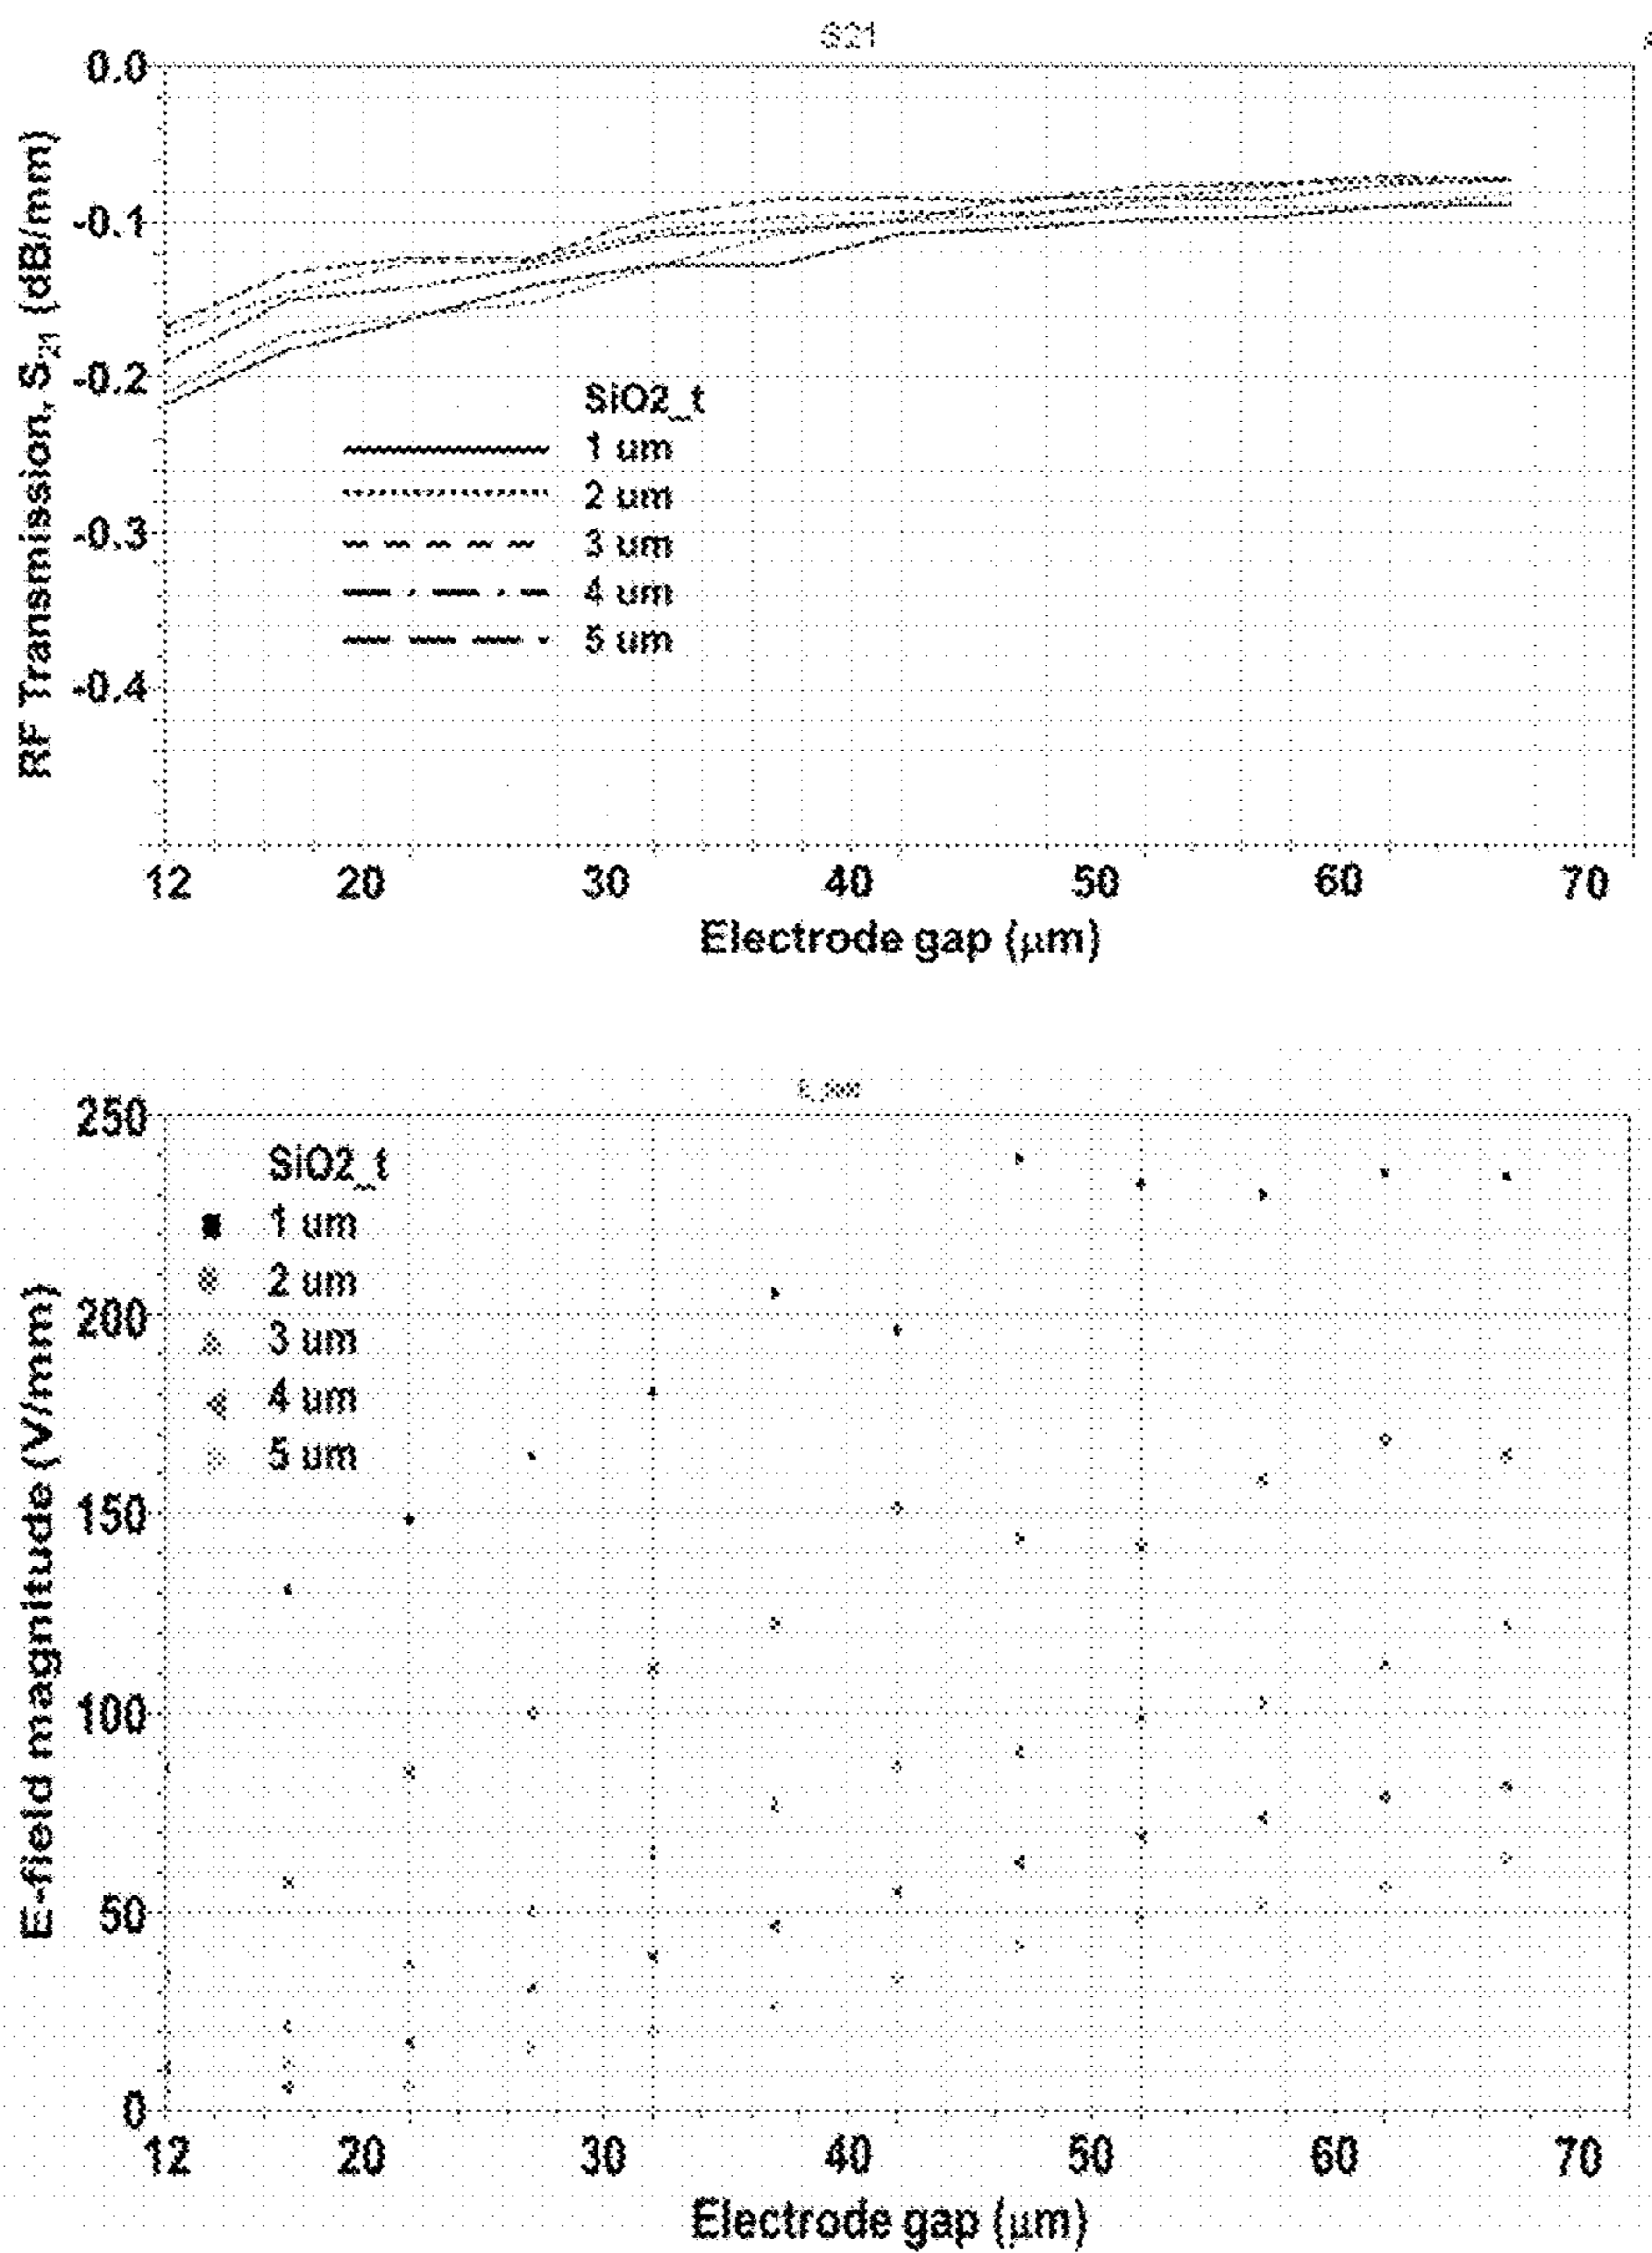 S21
0.0
-0.1
-0.2
-0.3
-0.4
RF Transmission, S21 (dB/mm)
SiO2_t
1 um
2 um
3 um
4 um
5 um
12 20 30 40 50 60 70
Electrode gap (μm)
250
200
150
100
50
0
E-field magnitude (V/mm)
SiO2_t
1 um
2 um
3 um
4 um
5 um
12 20 30 40 50 60 70
Electrode gap (μm)